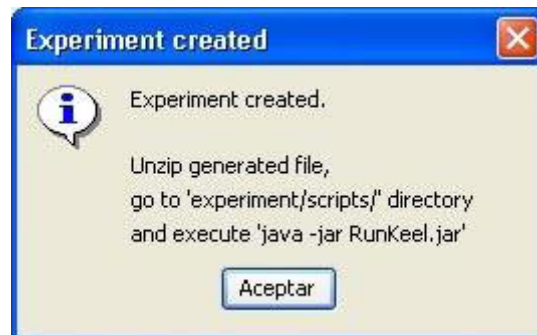 Experiment created
Experiment created.
Unzip generated file,
go to 'experiment/scripts/' directory
and execute 'java -jar RunKeel.jar'
Aceptar